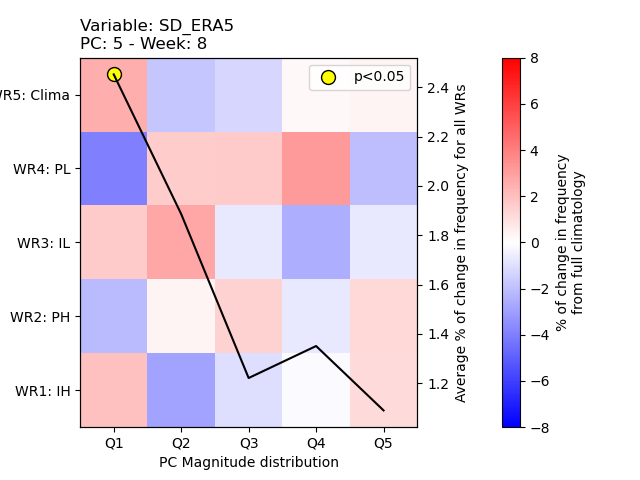 Variable: SD_ERA5
PC: 5 - Week: 8
p<0.05
WR5: Clima
WR4: PL
WR3: IL
WR2: PH
WR1: IH
Q1 Q2 Q3 Q4 Q5
PC Magnitude distribution
2.4
2.2
2.0
1.8
1.6
1.4
1.2
Average % of change in frequency for all WRs
8
6
4
2
0
−2
−4
−6
−8
% of change in frequency
from full climatology